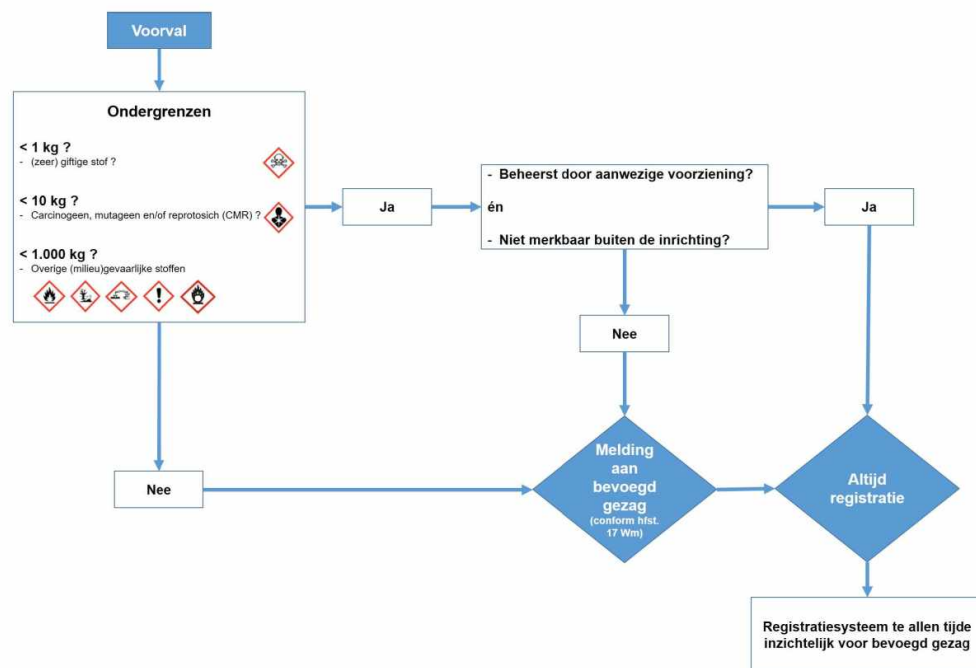 Voorval
Ondergrenzen
< 1 kg ?
- (zeer) giftige stof ?
< 10 kg ?
- Carcinogeen, mutageen en/of reprotosich (CMR) ?
< 1.000 kg ?
- Overige (milieu)gevaarlijke stoffen
Ja
- Beheerst door aanwezige voorziening?
én
- Niet merkbaar buiten de inrichting?
Ja
Nee
Nee
Melding
aan
bevoegd
gezag
(conform hfst.
17 Wm)
Altijd
registratie
Registratiesysteem te allen tijde
inzichtelijk voor bevoegd gezag